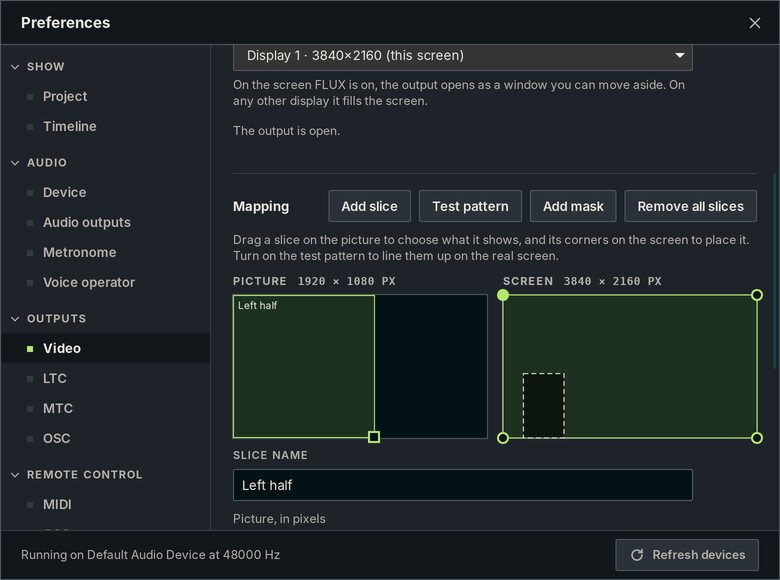 Preferences
SHOW
Project
Timeline
AUDIO
Device
Audio outputs
Metronome
Voice operator
OUTPUTS
Video
LTC
MTC
OSC
REMOTE CONTROL
MIDI
Display 1 · 3840×2160 (this screen)
On the screen FLUX is on, the output opens as a window you can move aside. On
any other display it fills the screen.
The output is open.
Mapping
Add slice
Test pattern
Add mask
Remove all slices
Drag a slice on the picture to choose what it shows, and its corners on the screen to place it.
Turn on the test pattern to line them up on the real screen.
PICTURE 1920 × 1080 PX
SCREEN 3840 × 2160 PX
Left half
SLICE NAME
Left half
Picture, in pixels
Running on Default Audio Device at 48000 Hz
Refresh devices